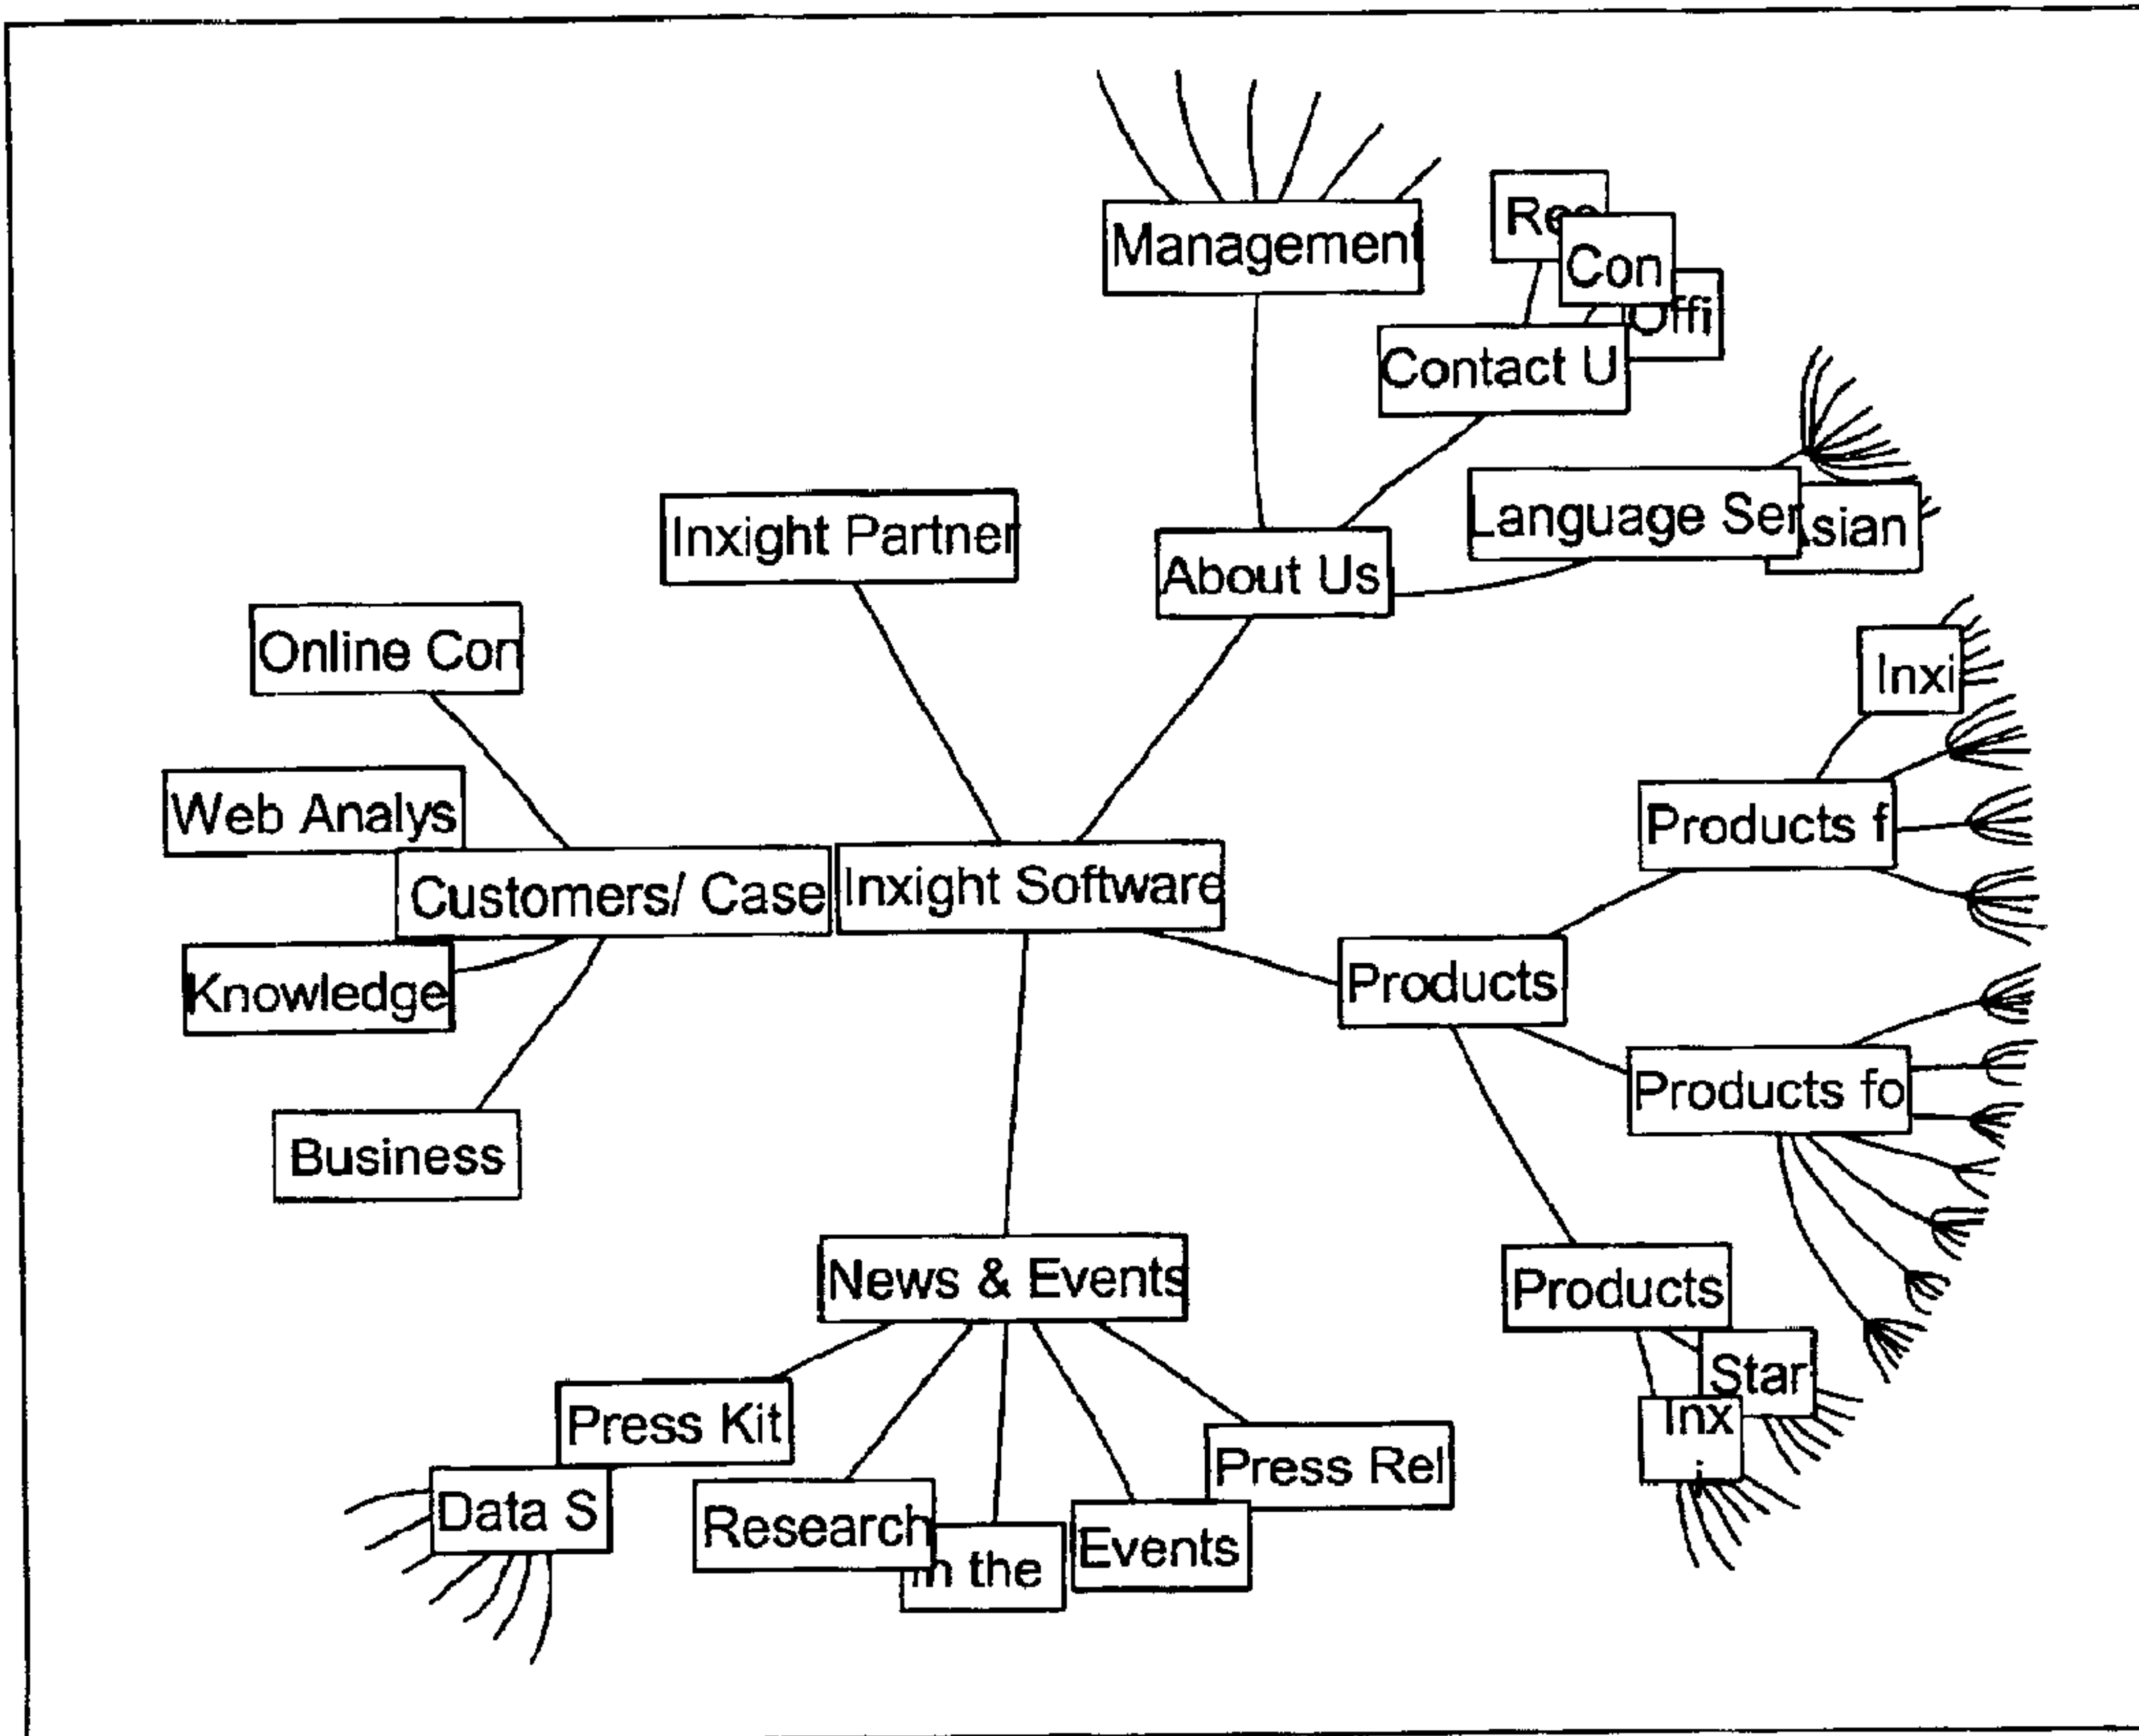 Management
Con
Offi
Contact U
Language Ser
sian
Inxight Partner
About Us
Online Con
Inxi
Web Analys
Products f
Customers/ Case
Inxight Software
Knowledge
Products
Products fo
Business
News & Events
Products
Star
Inx
i
Press Kit
Press Rel
Data S
Research
n the
Events